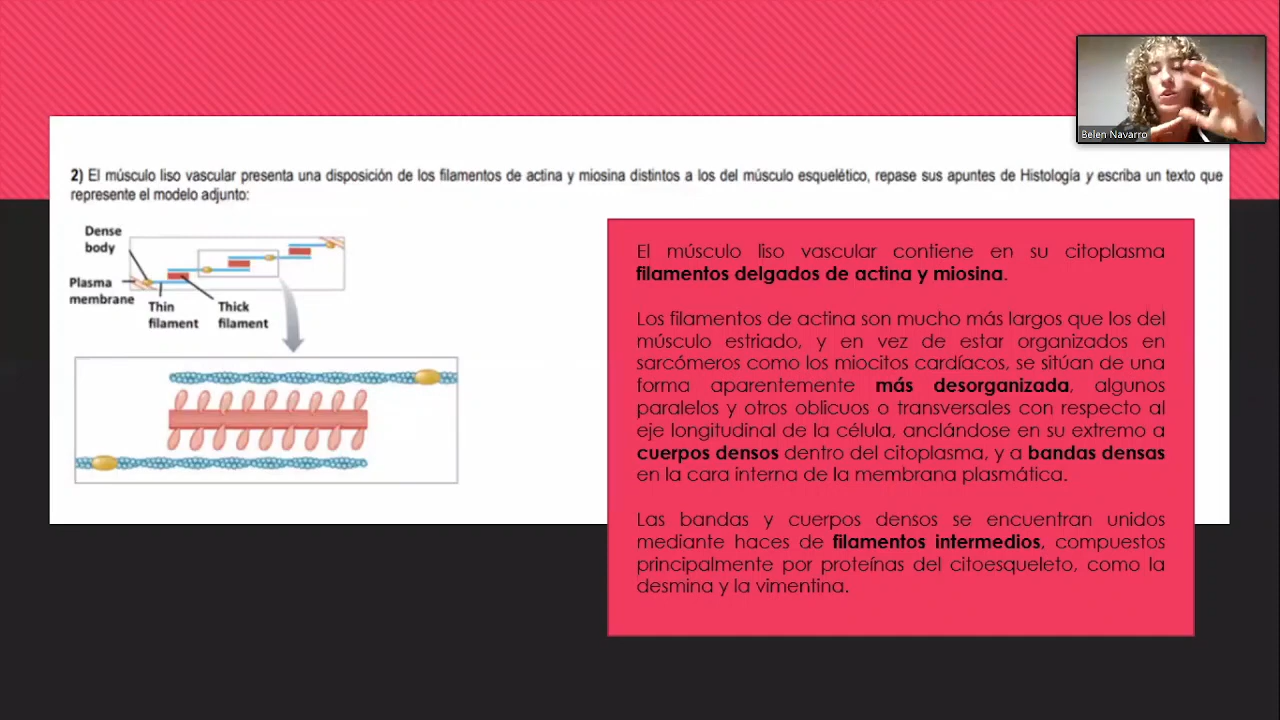 Belen Navarro
2) El músculo liso vascular presenta una disposición de los filamentos de actina y miosina distintos a los del músculo esquelético, repase sus apuntes de Histología y escriba un texto que
represente el modelo adjunto:
Dense
body
Plasma
membrane
Thin
filament
Thick
filament
El músculo liso vascular contiene en su citoplasma
filamentos delgados de actina y miosina.
Los filamentos de actina son mucho más largos que los del
músculo estriado, y en vez de estar organizados en
sarcómeros como los miocitos cardíacos, se sitúan de una
forma aparentemente más desorganizada, algunos
paralelos y otros oblicuos o transversales con respecto al
eje longitudinal de la célula, anclándose en su extremo a
cuerpos densos dentro del citoplasma, y a bandas densas
en la cara interna de la membrana plasmática.
Las bandas y cuerpos densos se encuentran unidos
mediante haces de filamentos intermedios, compuestos
principalmente por proteínas del citoesqueleto, como la
desmina y la vimentina.